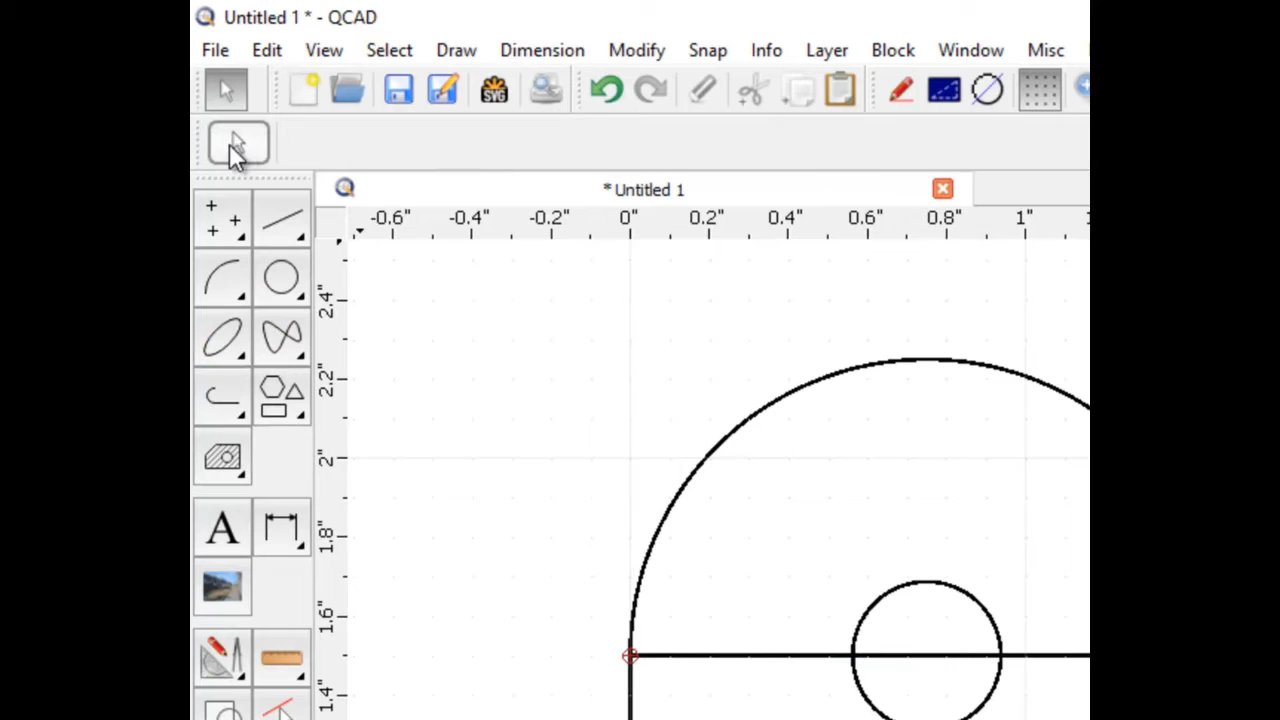 Untitled 1 * - QCAD
File Edit View Select Draw Dimension Modify Snap Info Layer Block Window Misc
SVG
* Untitled 1
-0.6" -0.4" -0.2" 0" 0.2" 0.4" 0.6" 0.8" 1"
2.4"
2.2"
2"
1.8"
1.6"
1.4"
A